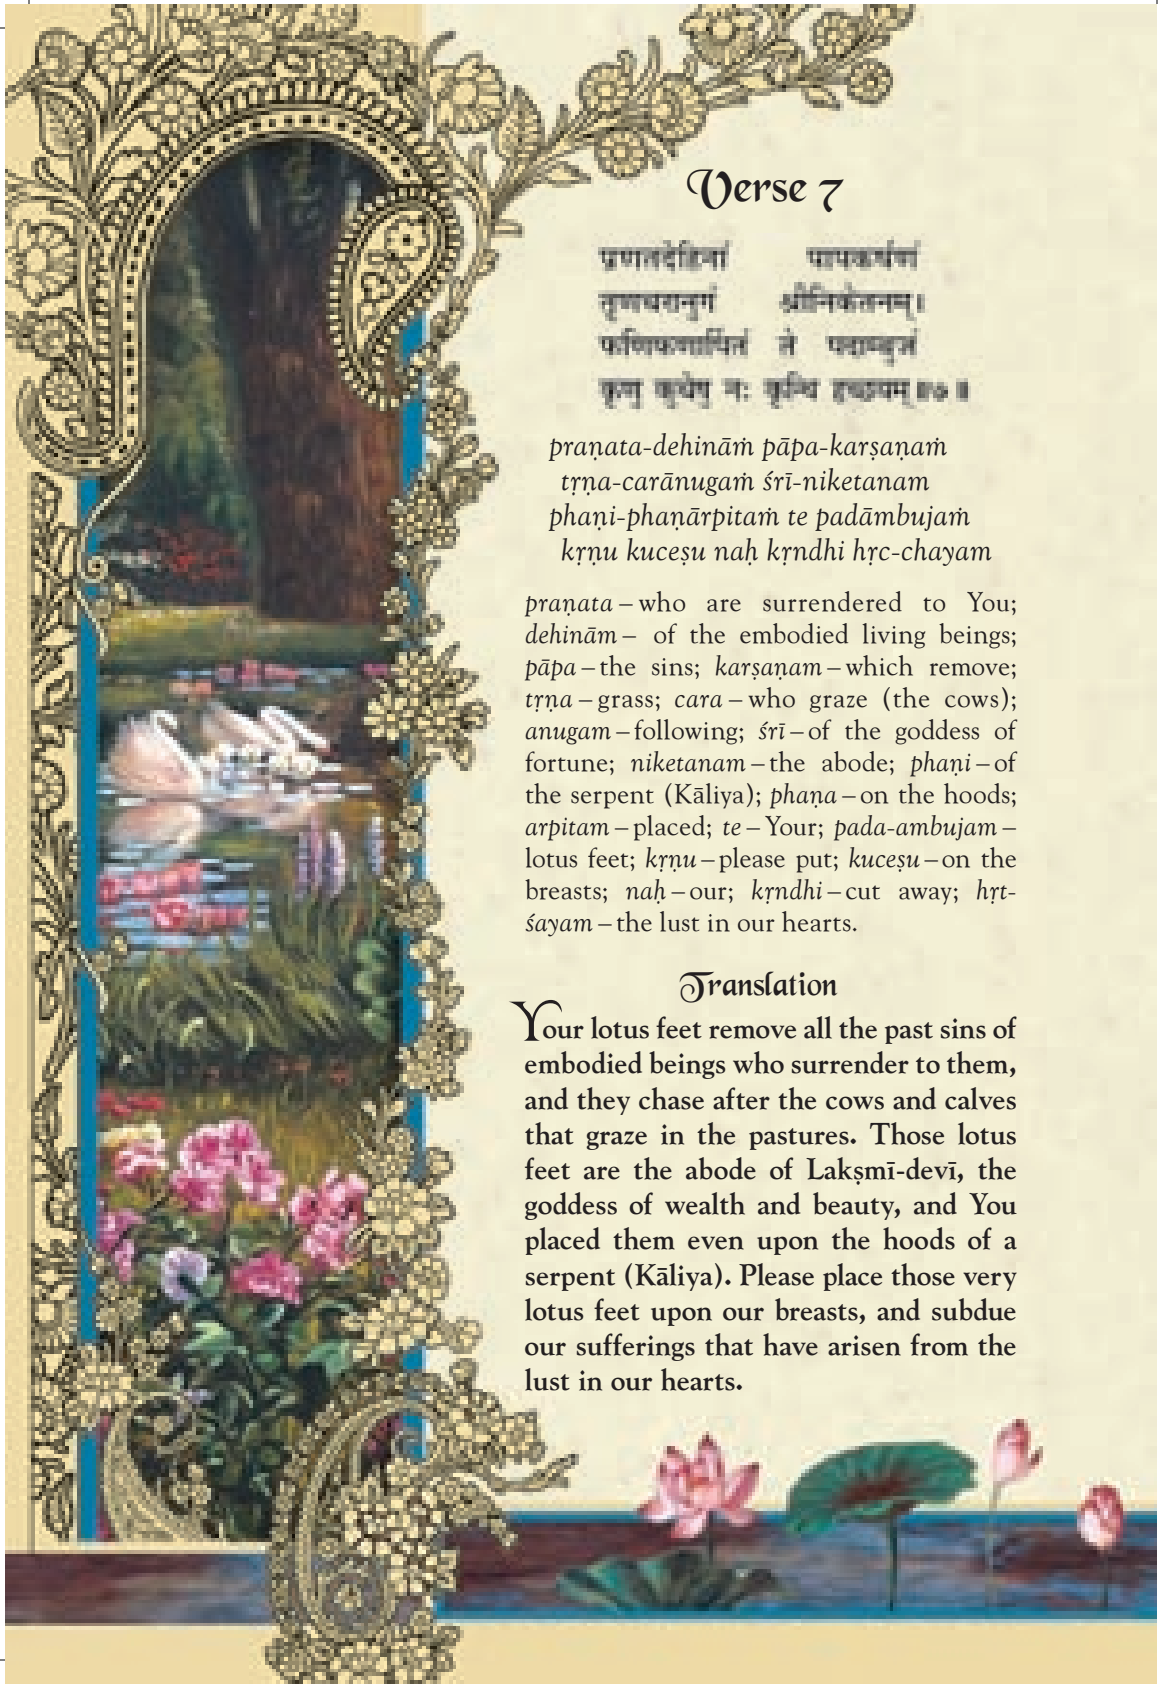 Verse 7
प्रणतदेहिनां पापकर्षणं
तृणचरानुगं श्रीनिकेतनम्।
फणिफणार्पितं ते पदाम्बुजं
कृणु कुचेषु नः कृन्धि हृच्छयम्॥७॥
praṇata-dehināṁ pāpa-karṣaṇaṁ
tṛṇa-carānugaṁ śrī-niketanam
phaṇi-phaṇārpitaṁ te padāmbujaṁ
kṛṇu kuceṣu naḥ kṛndhi hṛc-chayam
praṇata – who are surrendered to You;
dehinām – of the embodied living beings;
pāpa – the sins; karṣaṇam – which remove;
tṛṇa – grass; cara – who graze (the cows);
anugam – following; śrī – of the goddess of
fortune; niketanam – the abode; phaṇi – of
the serpent (Kāliya); phaṇa – on the hoods;
arpitam – placed; te – Your; pada-ambujam –
lotus feet; kṛṇu – please put; kuceṣu – on the
breasts; naḥ – our; kṛndhi – cut away; hṛt-
śayam – the lust in our hearts.
Translation
Your lotus feet remove all the past sins of
embodied beings who surrender to them,
and they chase after the cows and calves
that graze in the pastures. Those lotus
feet are the abode of Lakṣmī-devī, the
goddess of wealth and beauty, and You
placed them even upon the hoods of a
serpent (Kāliya). Please place those very
lotus feet upon our breasts, and subdue
our sufferings that have arisen from the
lust in our hearts.